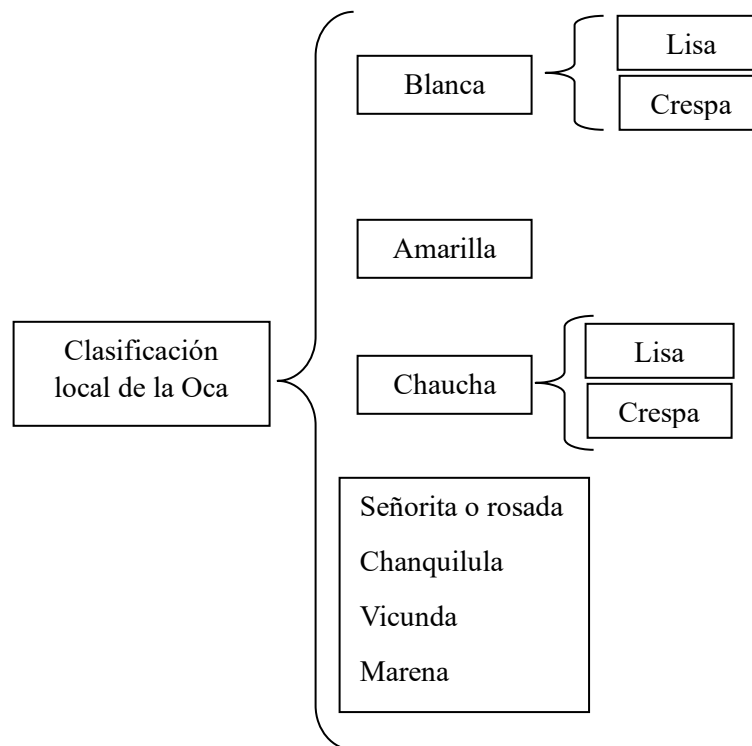 Clasificación
local de la Oca
Blanca
Lisa
Crespa
Amarilla
Chaucha
Lisa
Crespa
Señorita o rosada
Chanquilula
Vicunda
Marena